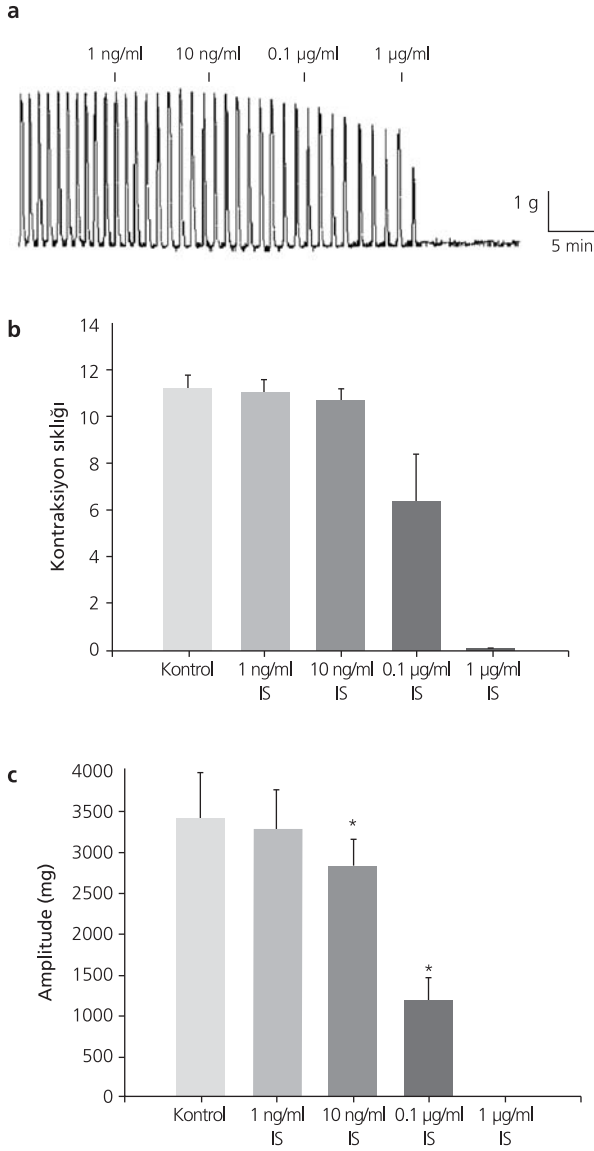 a
1 ng/ml 10 ng/ml 0.1 µg/ml 1 µg/ml
1 g
5 min
b
Kontraksiyon sıklığı
14
12
10
8
6
4
2
0
Kontrol 1 ng/ml 10 ng/ml 0.1 µg/ml 1 µg/ml
IS IS IS IS
c
Amplitude (mg)
4000
3500
3000
2500
2000
1500
1000
500
0
* *
Kontrol 1 ng/ml 10 ng/ml 0.1 µg/ml 1 µg/ml
IS IS IS IS